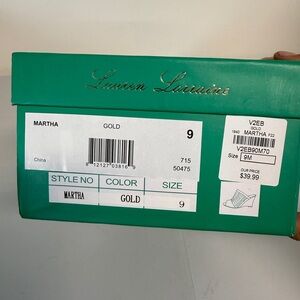 Lauren Lorraine
MARTHA
GOLD
9
China
715
50475
STYLE NO
COLOR
SIZE
MARTHA
GOLD
9
V2EB
GOLD
MARTHA
V2EB90M70
Size
9M
OUR PRICE
$39.99